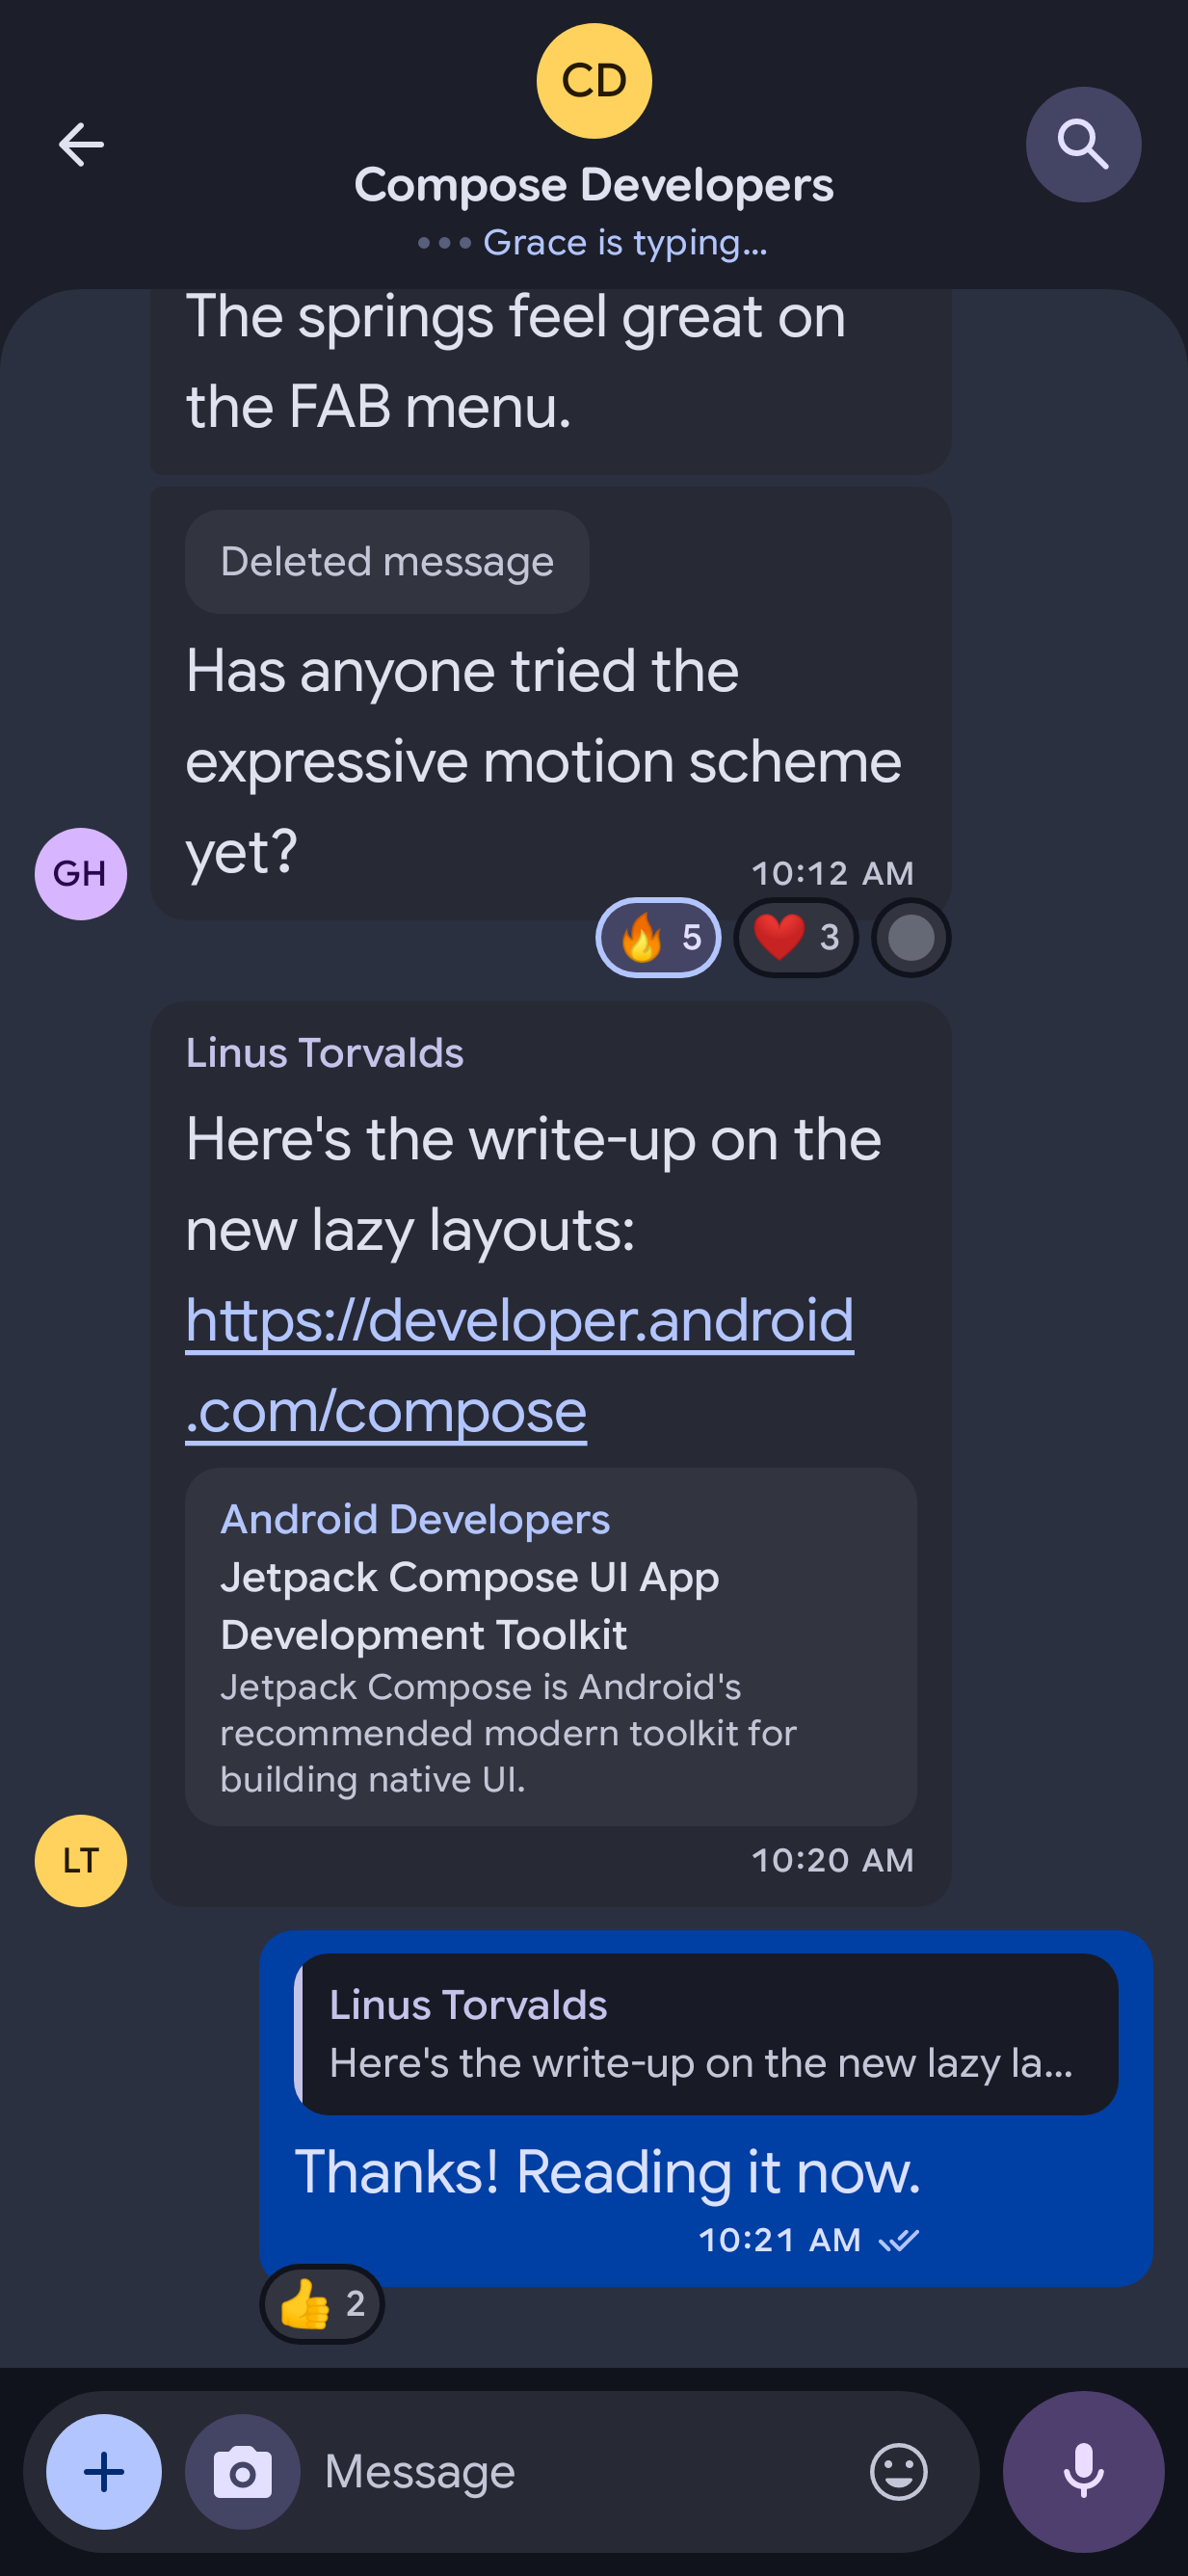 CD
Compose Developers
Grace is typing...
The springs feel great on
the FAB menu.
Deleted message
Has anyone tried the
expressive motion scheme
yet?
GH
10:12 AM
🔥 5 ❤️ 3
Linus Torvalds
Here's the write-up on the
new lazy layouts:
https://developer.android
.com/compose
Android Developers
Jetpack Compose UI App
Development Toolkit
Jetpack Compose is Android's
recommended modern toolkit for
building native UI.
LT
10:20 AM
Linus Torvalds
Here's the write-up on the new lazy la...
Thanks! Reading it now.
10:21 AM
👍 2
Message